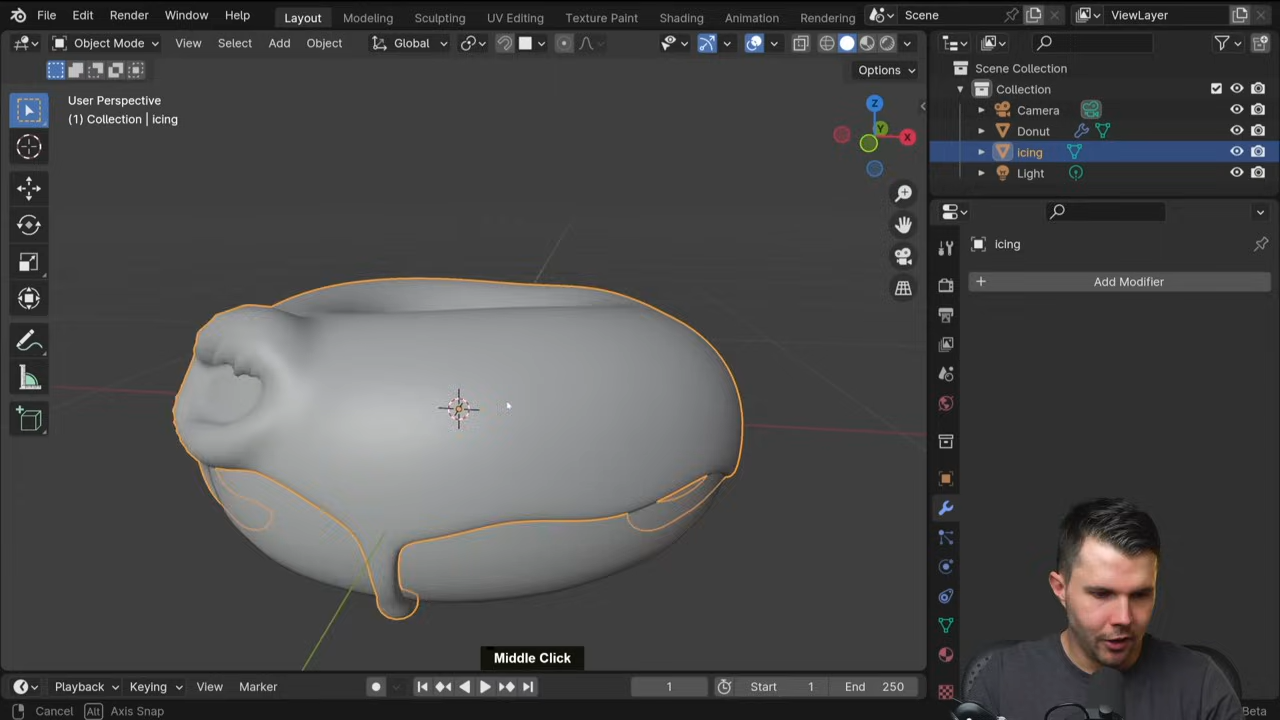 File Edit Render Window Help Layout Modeling Sculpting UV Editing Texture Paint Shading Animation Rendering Scene ViewLayer
Object Mode View Select Add Object Global
Options
User Perspective
(1) Collection | icing
Z
Y
X
Scene Collection
Collection
Camera
Donut
icing
Light
icing
+ Add Modifier
Middle Click
Playback Keying View Marker 1 Start 1 End 250
Cancel Alt Axis Snap Beta